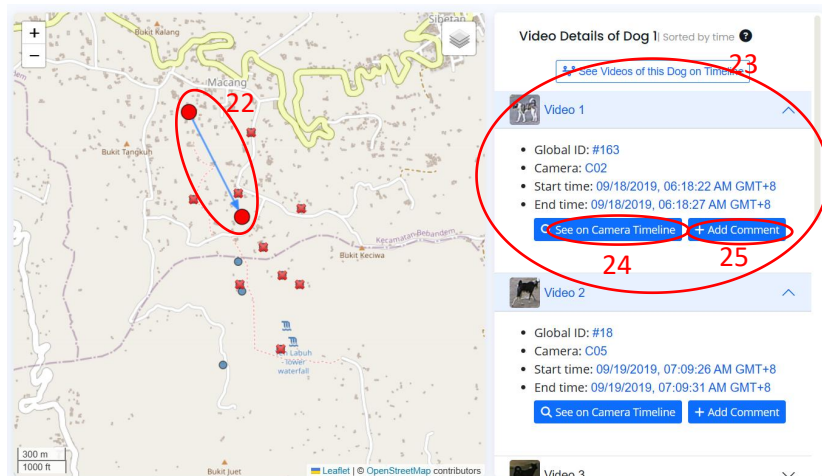 +
−
Bukit Kalang
Sibetan
Macang
22
Bukit Tangkuh
Kecamatan Bebandem
Bukit Keciwa
Labuh
Tower
waterfall
300 m
1000 ft
Bukit Juet
Leaflet | © OpenStreetMap contributors
Video Details of Dog 1| Sorted by time ?
23
See Videos of this Dog on Timeline
Video 1
Global ID: #163
Camera: C02
Start time: 09/18/2019, 06:18:22 AM GMT+8
End time: 09/18/2019, 06:18:27 AM GMT+8
See on Camera Timeline
+ Add Comment
24
25
Video 2
Global ID: #18
Camera: C05
Start time: 09/19/2019, 07:09:26 AM GMT+8
End time: 09/19/2019, 07:09:31 AM GMT+8
See on Camera Timeline
+ Add Comment
Video 3